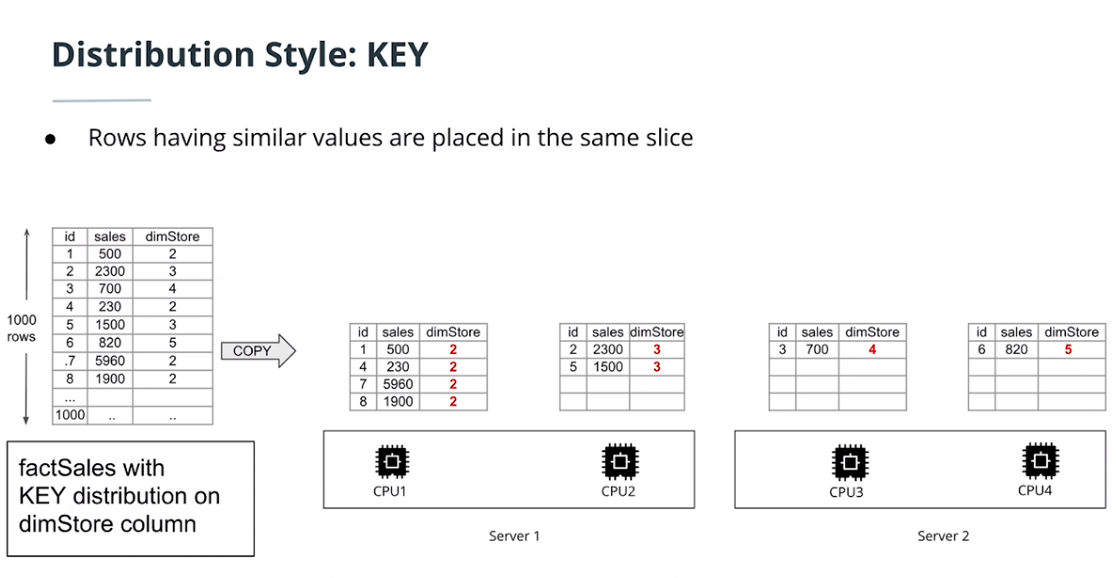 Distribution Style: KEY
● Rows having similar values are placed in the same slice
1000
rows
id sales dimStore
1 500 2
2 2300 3
3 700 4
4 230 2
5 1500 3
6 820 5
.7 5960 2
8 1900 2
...
1000 .. ..
COPY
id sales dimStore
1 500 2
4 230 2
7 5960 2
8 1900 2
id sales dimStore
2 2300 3
5 1500 3
id sales dimStore
3 700 4
id sales dimStore
6 820 5
factSales with
KEY distribution on
dimStore column
CPU1
CPU2
CPU3
CPU4
Server 1
Server 2